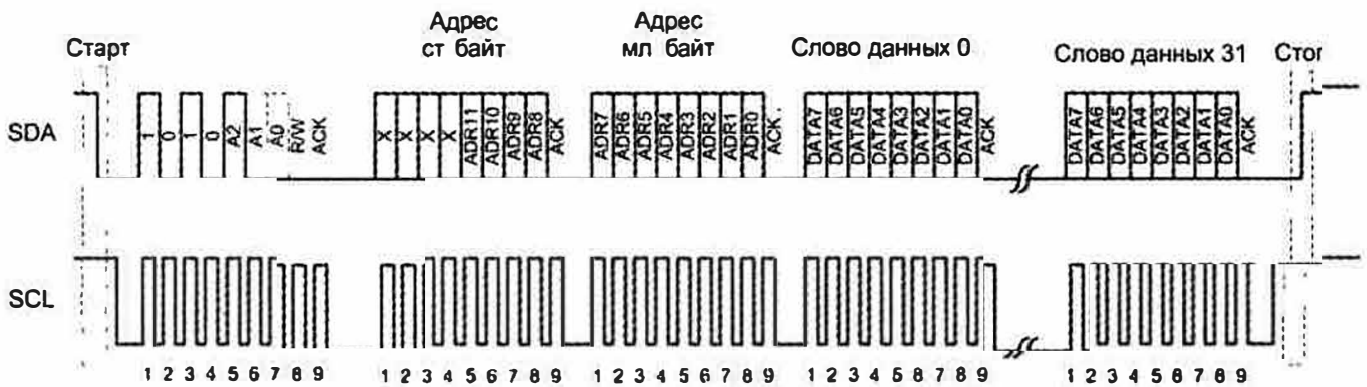 Адрес
ст байт
Адрес
мл байт
Старт
Слово данных 0
Слово данных 31
Стоп
SDA
1 0 1 0 A2 A1 A0 R/W ACK
X X X X ADR11 ADR10 ADR9 ADR8 ACK
ADR7 ADR6 ADR5 ADR4 ADR3 ADR2 ADR1 ADR0 ACK
DATA7 DATA6 DATA5 DATA4 DATA3 DATA2 DATA1 DATA0 ACK
DATA7 DATA6 DATA5 DATA4 DATA3 DATA2 DATA1 DATA0 ACK
SCL
1 2 3 4 5 6 7 8 9 1 2 3 4 5 6 7 8 9 1 2 3 4 5 6 7 8 9 1 2 3 4 5 6 7 8 9 1 2 3 4 5 6 7 8 9